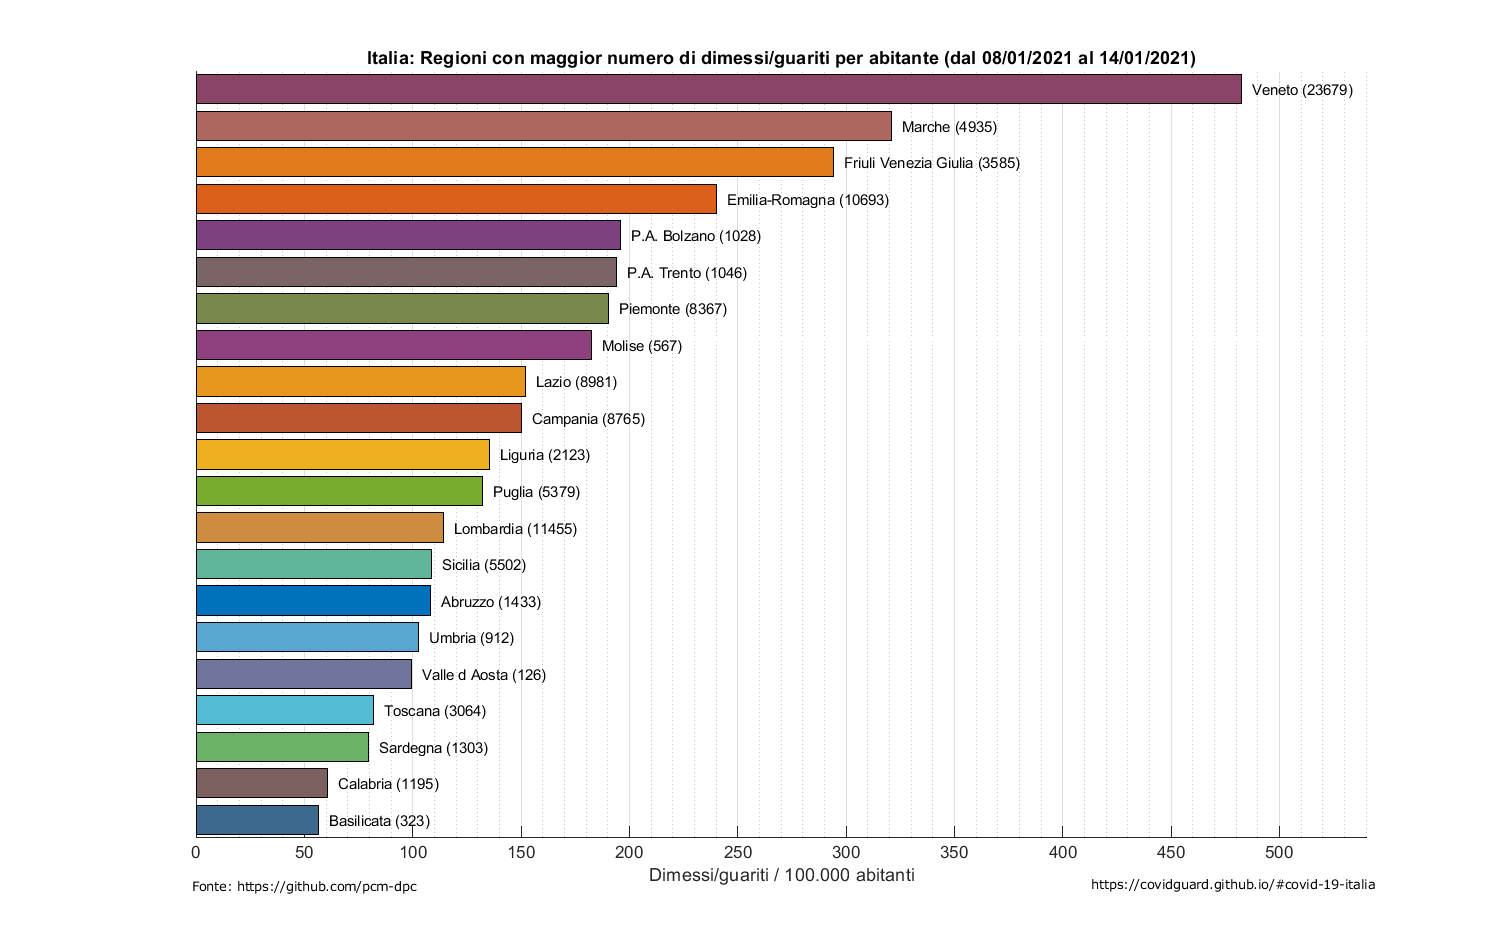 Italia: Regioni con maggior numero di dimessi/guariti per abitante (dal 08/01/2021 al 14/01/2021)
Veneto (23679)
Marche (4935)
Friuli Venezia Giulia (3585)
Emilia-Romagna (10693)
P.A. Bolzano (1028)
P.A. Trento (1046)
Piemonte (8367)
Molise (567)
Lazio (8981)
Campania (8765)
Liguria (2123)
Puglia (5379)
Lombardia (11455)
Sicilia (5502)
Abruzzo (1433)
Umbria (912)
Valle d Aosta (126)
Toscana (3064)
Sardegna (1303)
Calabria (1195)
Basilicata (323)
0 50 100 150 200 250 300 350 400 450 500
Dimessi/guariti / 100.000 abitanti
Fonte: https://github.com/pcm-dpc
https://covidguard.github.io/#covid-19-italia